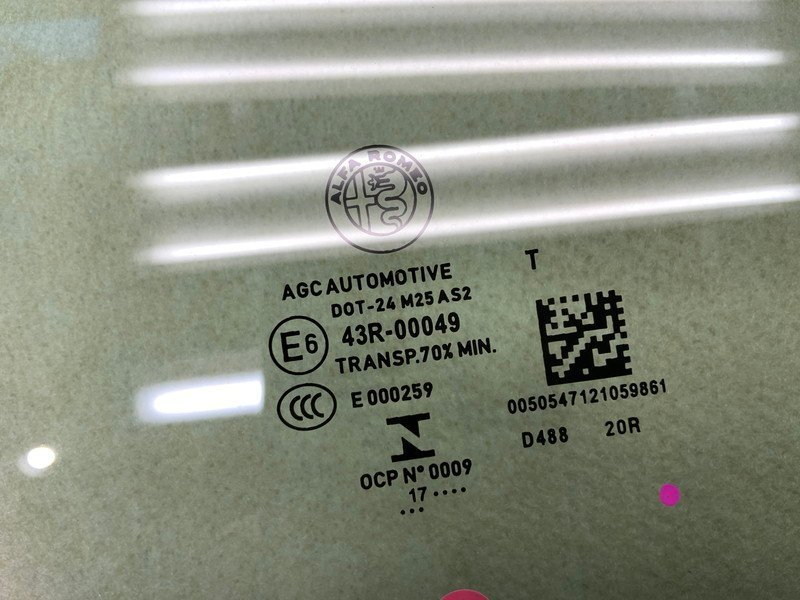 ALFA ROMEO
AGC AUTOMOTIVE
DOT-24 M25 AS2
E6 43R-00049
TRANSP.70% MIN.
CCC E 000259
OCP N° 0009
17 ....
...
T
0050547121059861
D488 20R